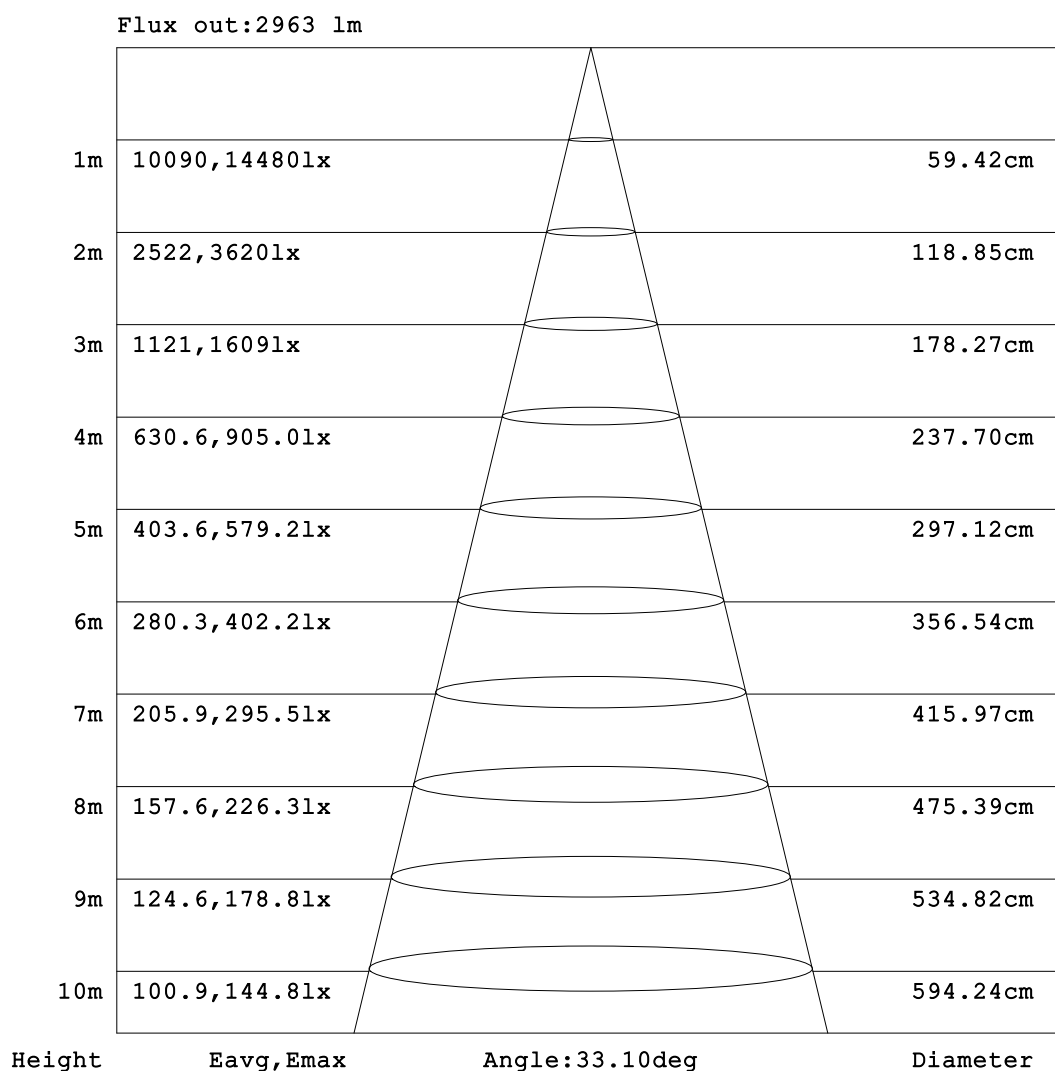 Flux out:2963 lm
1m 10090,14480lx 59.42cm
2m 2522,3620lx 118.85cm
3m 1121,1609lx 178.27cm
4m 630.6,905.0lx 237.70cm
5m 403.6,579.2lx 297.12cm
6m 280.3,402.2lx 356.54cm
7m 205.9,295.5lx 415.97cm
8m 157.6,226.3lx 475.39cm
9m 124.6,178.8lx 534.82cm
10m 100.9,144.8lx 594.24cm
Height Eavg,Emax Angle:33.10deg Diameter